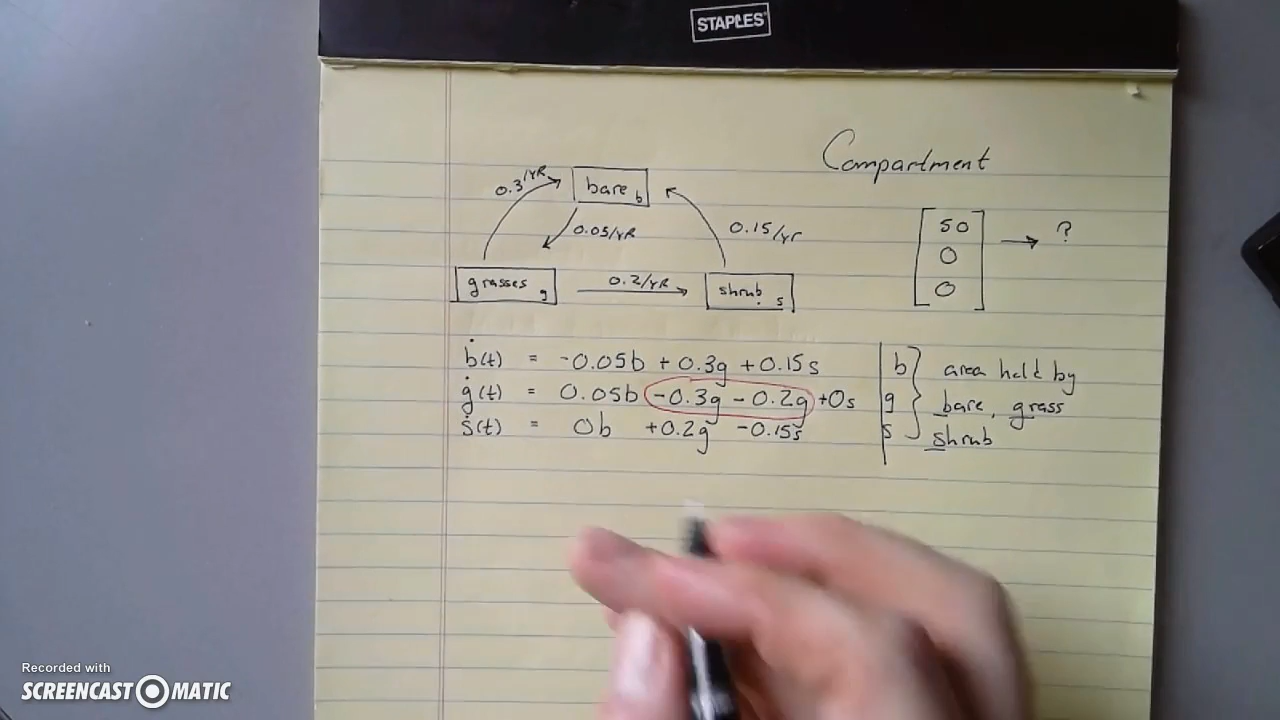 STAPLES
Compartment
0.3/YR
bare b
0.05/YR
0.15/yr
grasses g
0.2/YR
shrub s
50
0
0
→ ?
ḃ(t) = -0.05b + 0.3g + 0.15s
ġ(t) = 0.05b -0.3g - 0.2g +0s
ṡ(t) = 0b +0.2g -0.15s
b
g
s
area held by
bare, grass
shrub
Recorded with
SCREENCAST MATIC